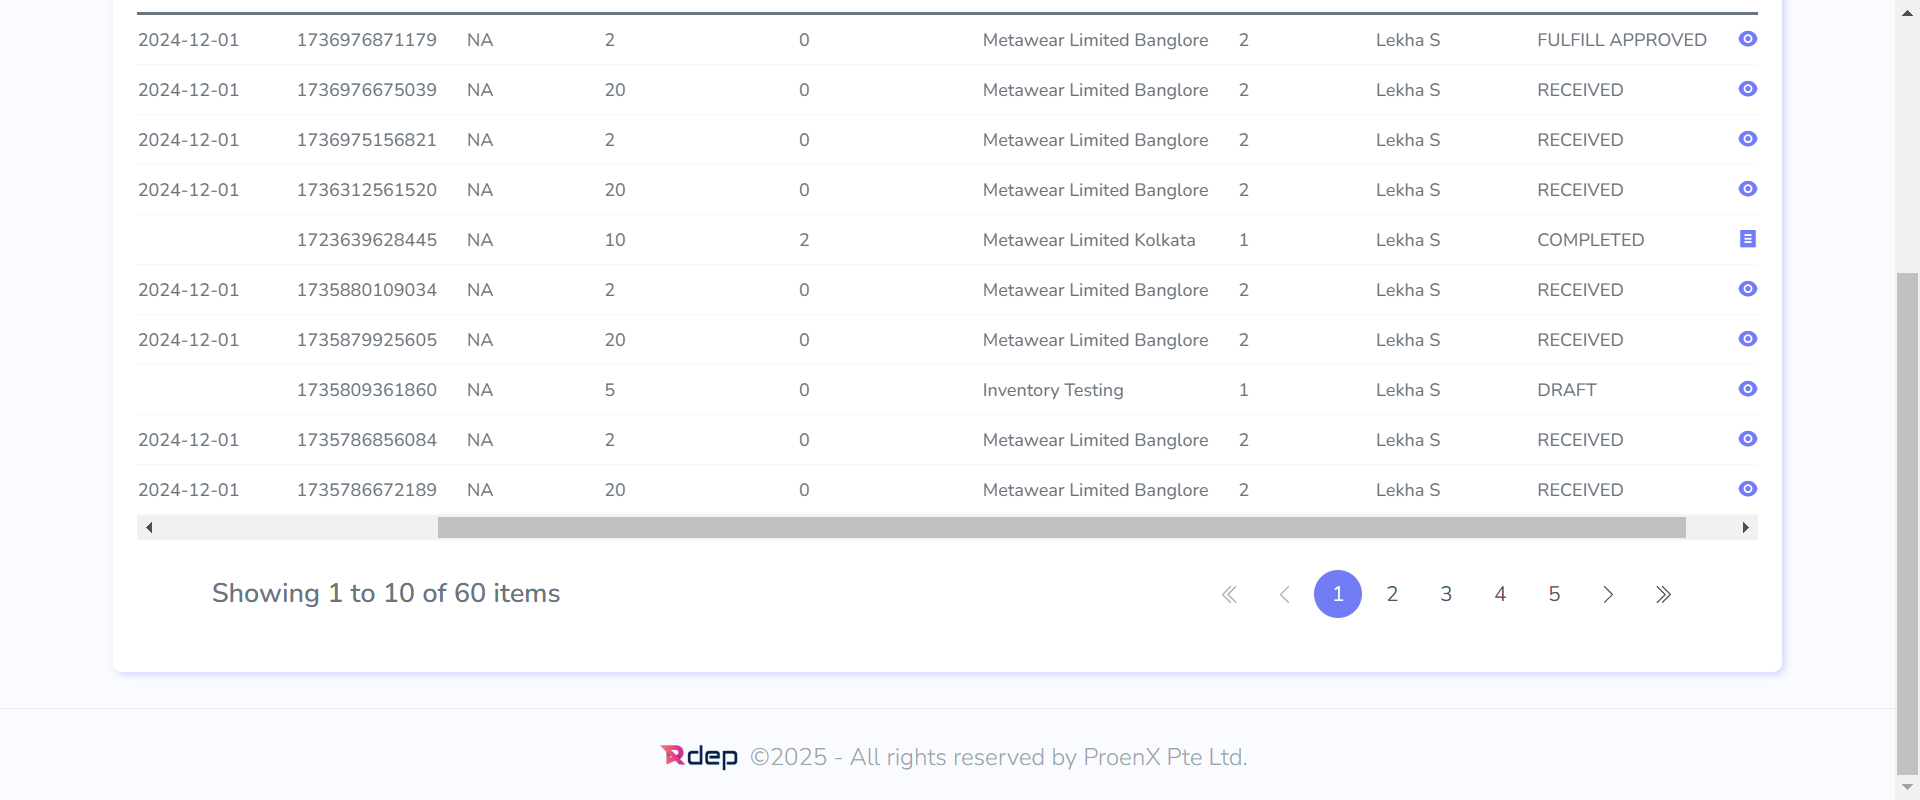 2024-12-01 1736976871179 NA 2 0 Metawear Limited Banglore 2 Lekha S FULFILL APPROVED
2024-12-01 1736976675039 NA 20 0 Metawear Limited Banglore 2 Lekha S RECEIVED
2024-12-01 1736975156821 NA 2 0 Metawear Limited Banglore 2 Lekha S RECEIVED
2024-12-01 1736312561520 NA 20 0 Metawear Limited Banglore 2 Lekha S RECEIVED
1723639628445 NA 10 2 Metawear Limited Kolkata 1 Lekha S COMPLETED
2024-12-01 1735880109034 NA 2 0 Metawear Limited Banglore 2 Lekha S RECEIVED
2024-12-01 1735879925605 NA 20 0 Metawear Limited Banglore 2 Lekha S RECEIVED
1735809361860 NA 5 0 Inventory Testing 1 Lekha S DRAFT
2024-12-01 1735786856084 NA 2 0 Metawear Limited Banglore 2 Lekha S RECEIVED
2024-12-01 1735786672189 NA 20 0 Metawear Limited Banglore 2 Lekha S RECEIVED
Showing 1 to 10 of 60 items 1 2 3 4 5
Rdep ©2025 - All rights reserved by ProenX Pte Ltd.